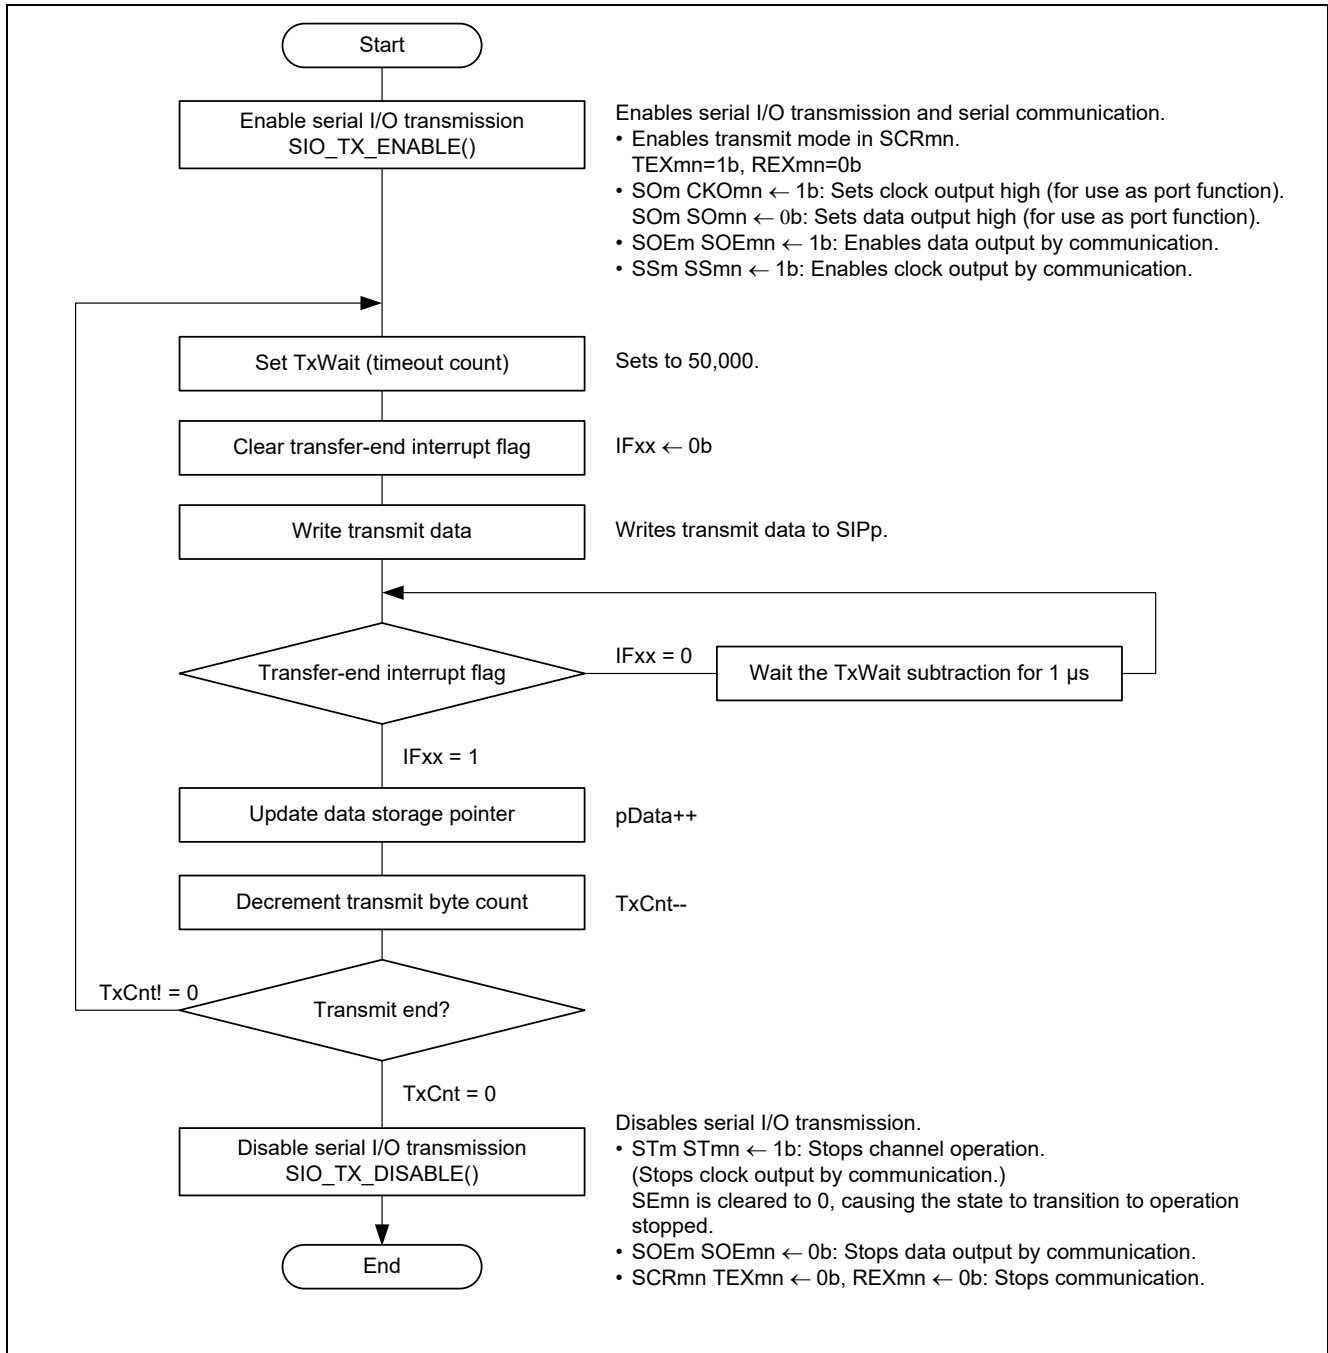 Start
Enable serial I/O transmission
SIO_TX_ENABLE()
Enables serial I/O transmission and serial communication.
• Enables transmit mode in SCRmn.
TEXmn=1b, REXmn=0b
• SOm CKOmn ← 1b: Sets clock output high (for use as port function).
SOm SOmn ← 0b: Sets data output high (for use as port function).
• SOEm SOEmn ← 1b: Enables data output by communication.
• SSm SSmn ← 1b: Enables clock output by communication.
Set TxWait (timeout count)
Sets to 50,000.
Clear transfer-end interrupt flag
IFxx ← 0b
Write transmit data
Writes transmit data to SIPp.
Transfer-end interrupt flag
IFxx = 0
Wait the TxWait subtraction for 1 μs
IFxx = 1
Update data storage pointer
pData++
Decrement transmit byte count
TxCnt--
TxCnt! = 0
Transmit end?
TxCnt = 0
Disable serial I/O transmission
SIO_TX_DISABLE()
Disables serial I/O transmission.
• STm STmn ← 1b: Stops channel operation.
(Stops clock output by communication.)
SEmn is cleared to 0, causing the state to transition to operation
stopped.
• SOEm SOEmn ← 0b: Stops data output by communication.
• SCRmn TEXmn ← 0b, REXmn ← 0b: Stops communication.
End